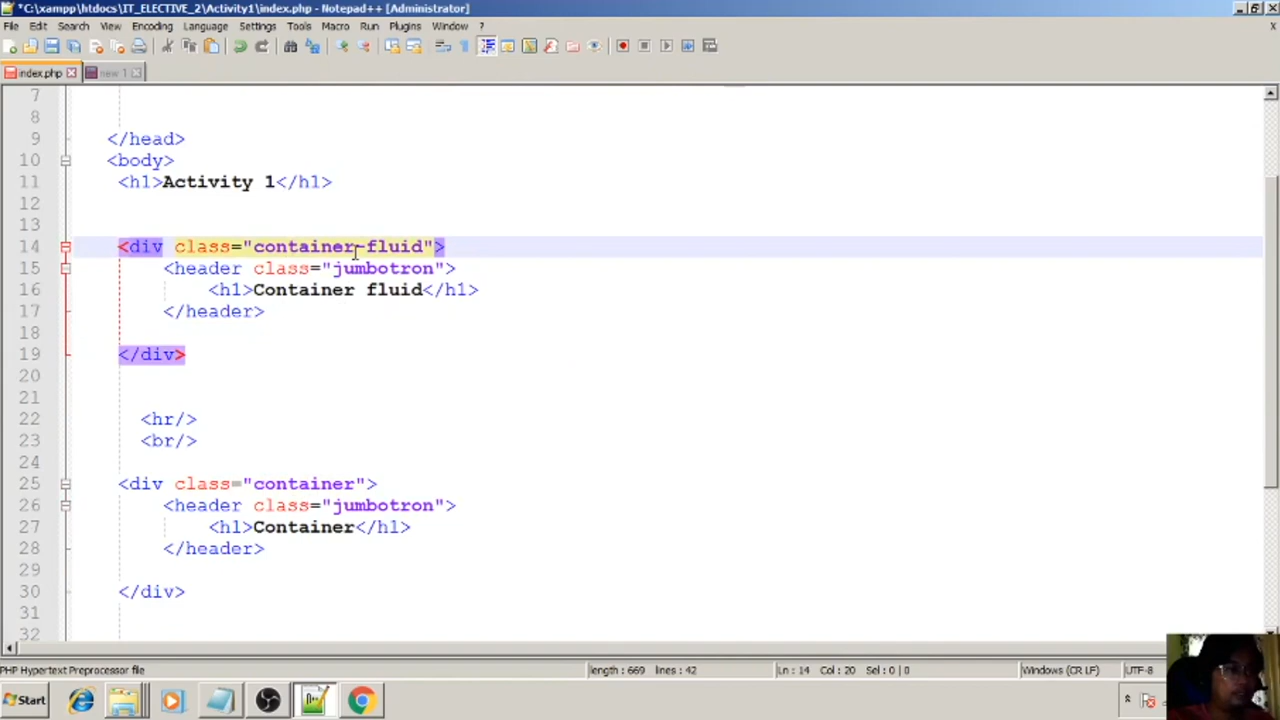 *C:\xampp\htdocs\IT_ELECTIVE_2\Activity1\index.php - Notepad++ [Administrator]
File Edit Search View Encoding Language Settings Tools Macro Run Plugins Window ? X
index.php new 1
7
8
9 </head>
10 <body>
11 <h1>Activity 1</h1>
12
13
14 <div class="container-fluid">
15 <header class="jumbotron">
16 <h1>Container fluid</h1>
17 </header>
18
19 </div>
20
21
22 <hr/>
23 <br/>
24
25 <div class="container">
26 <header class="jumbotron">
27 <h1>Container</h1>
28 </header>
29
30 </div>
31
32
PHP Hypertext Preprocessor file length : 669 lines : 42 Ln : 14 Col : 20 Sel : 0 | 0 Windows (CR LF) UTF-8
Start